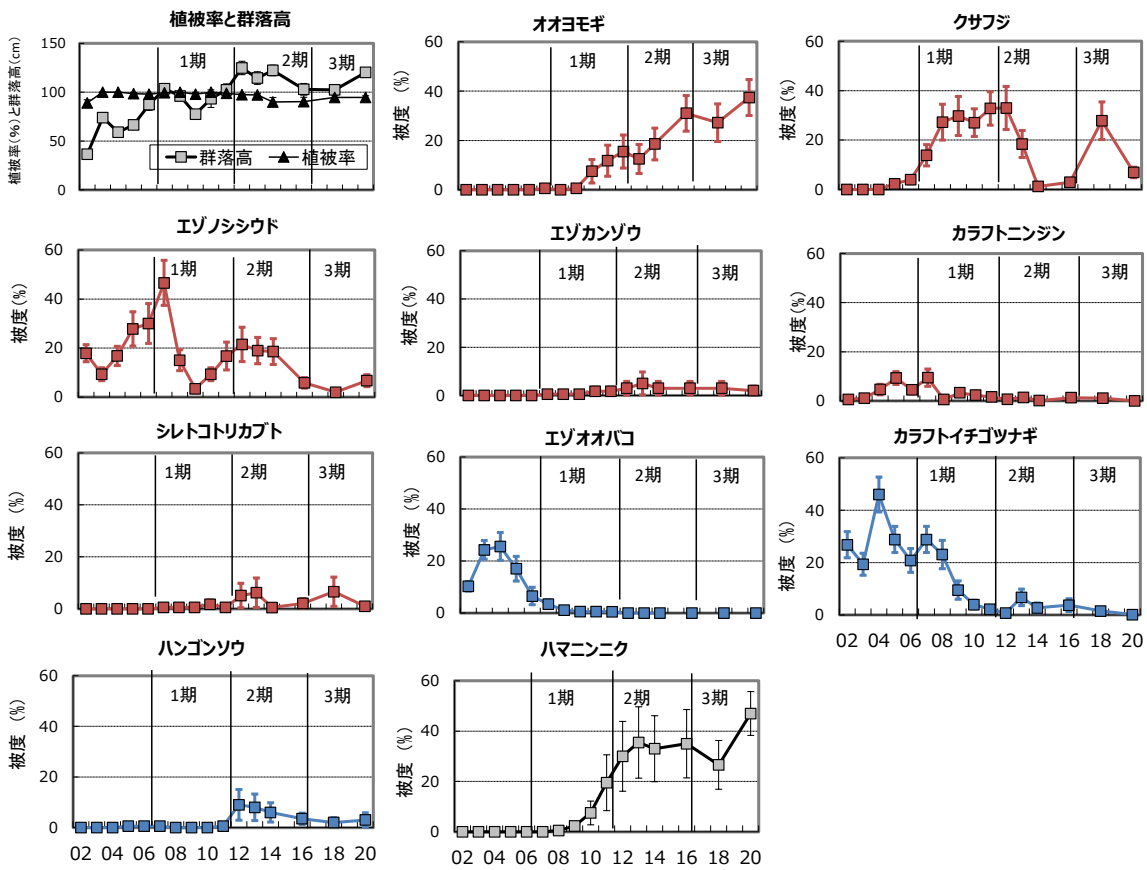 植被率と群落高
植被率(%)と群落高(cm)
150
100
50
0
1期
2期
3期
群落高
植被率
オオヨモギ
被度 (%)
60
40
20
0
1期
2期
3期
クサフジ
被度(%)
60
40
20
0
1期
2期
3期
エゾノシシウド
被度(%)
60
40
20
0
1期
2期
3期
エゾカンゾウ
被度(%)
60
40
20
0
1期
2期
3期
カラフトニンジン
被度(%)
60
40
20
0
1期
2期
3期
シレトコトリカブト
被度 (%)
60
40
20
0
1期
2期
3期
エゾオオバコ
被度 (%)
60
40
20
0
1期
2期
3期
カラフトイチゴツナギ
被度 (%)
60
40
20
0
1期
2期
3期
02 04 06 08 10 12 14 16 18 20
ハンゴンソウ
被度 (%)
60
40
20
0
1期
2期
3期
02 04 06 08 10 12 14 16 18 20
ハマニンニク
被度 (%)
60
40
20
0
1期
2期
3期
02 04 06 08 10 12 14 16 18 20